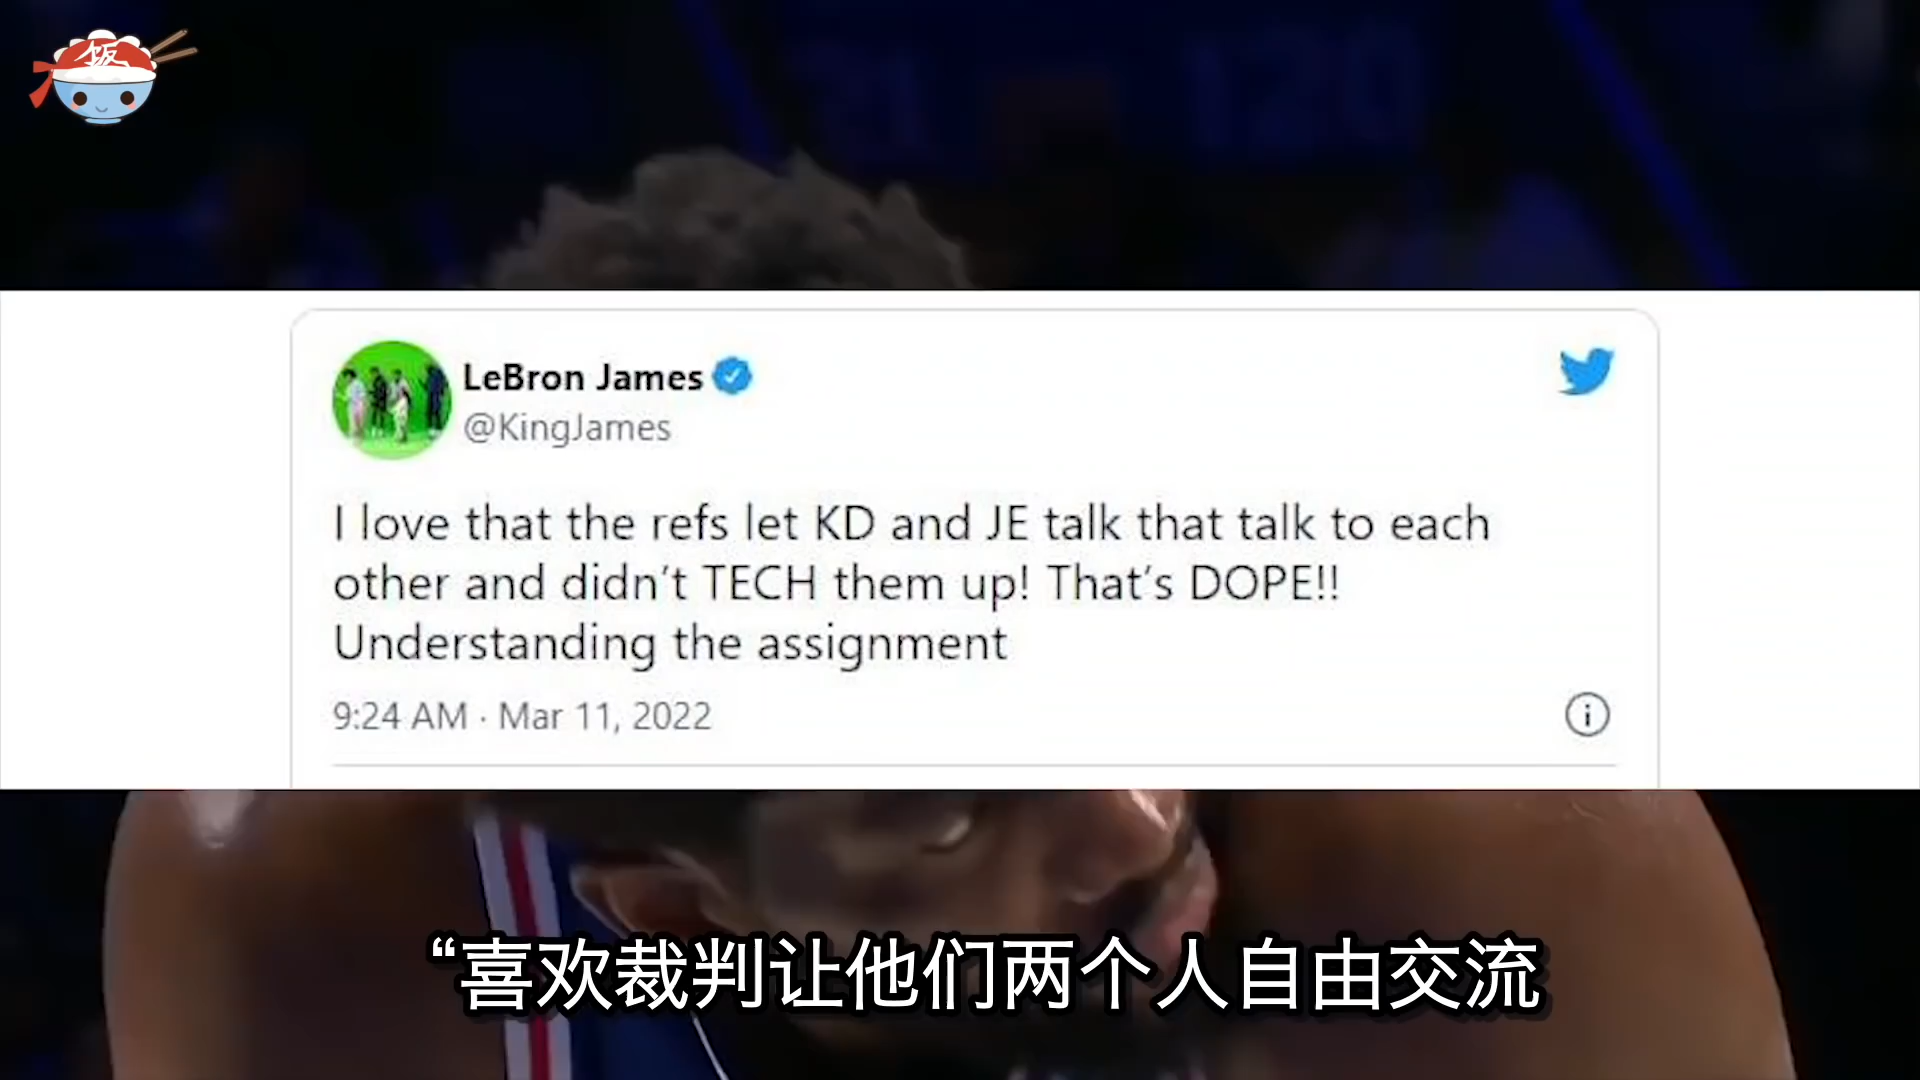 饭
LeBron James
@KingJames
I love that the refs let KD and JE talk that talk to each
other and didn't TECH them up! That's DOPE!!
Understanding the assignment
9:24 AM · Mar 11, 2022
“喜欢裁判让他们两个人自由交流